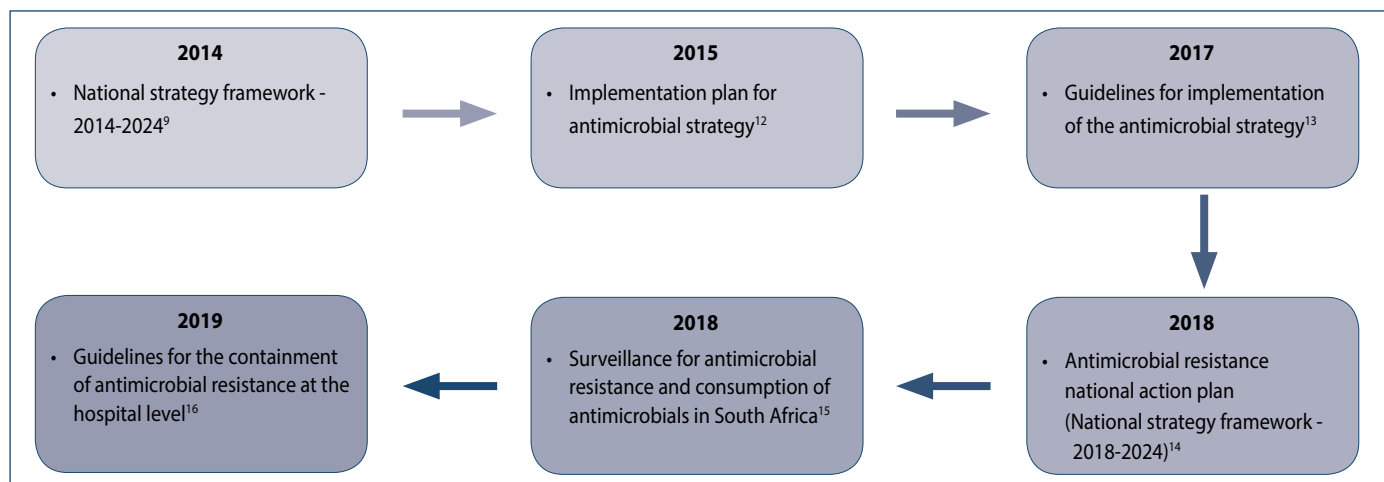 2014
• National strategy framework -
2014-2024⁹
2015
• Implementation plan for
antimicrobial strategy¹²
2017
• Guidelines for implementation
of the antimicrobial strategy¹³
2018
• Antimicrobial resistance
national action plan
(National strategy framework -
2018-2024)¹⁴
2018
• Surveillance for antimicrobial
resistance and consumption of
antimicrobials in South Africa¹⁵
2019
• Guidelines for the containment
of antimicrobial resistance at the
hospital level¹⁶